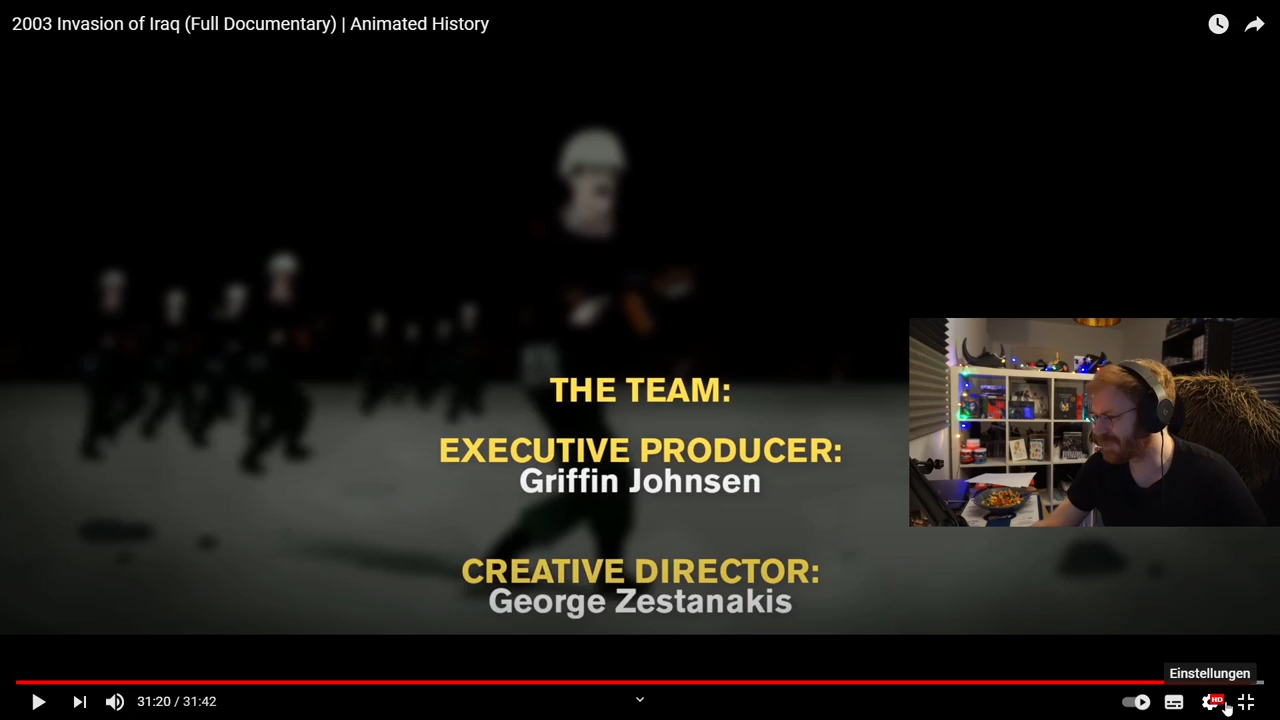 2003 Invasion of Iraq (Full Documentary) | Animated History
THE TEAM:
EXECUTIVE PRODUCER:
Griffin Johnsen
CREATIVE DIRECTOR:
George Zestanakis
Einstellungen
31:20 / 31:42
HD